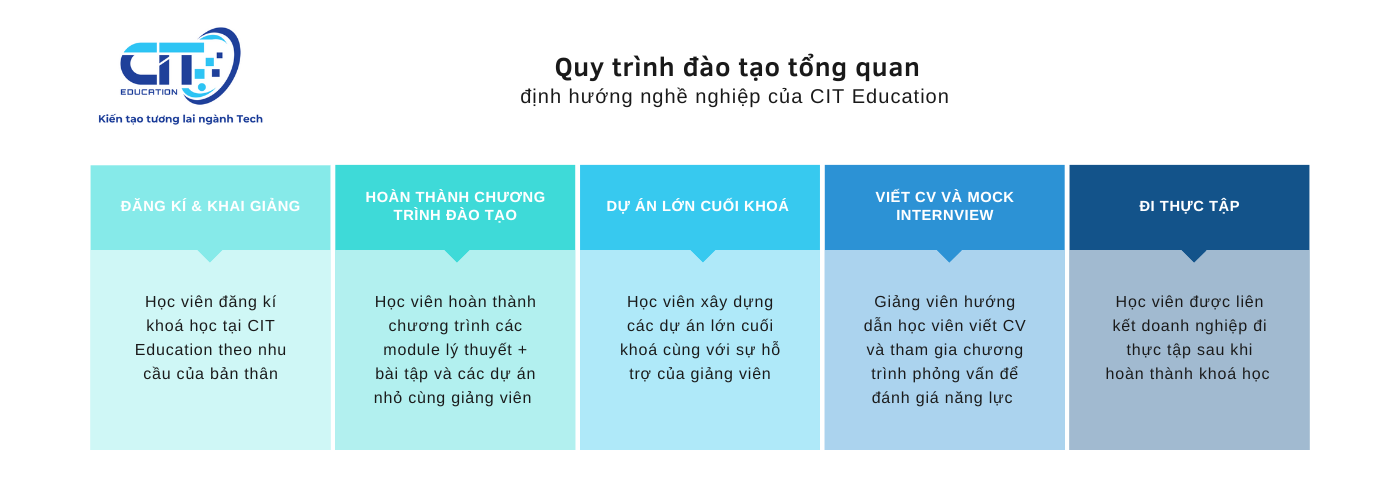 CIT
EDUCATION
Kiến tạo tương lai ngành Tech
Quy trình đào tạo tổng quan
định hướng nghề nghiệp của CIT Education
ĐĂNG KÍ & KHAI GIẢNG
Học viên đăng kí
khoá học tại CIT
Education theo nhu
cầu của bản thân
HOÀN THÀNH CHƯƠNG
TRÌNH ĐÀO TẠO
Học viên hoàn thành
chương trình các
module lý thuyết +
bài tập và các dự án
nhỏ cùng giảng viên
DỰ ÁN LỚN CUỐI KHOÁ
Học viên xây dựng
các dự án lớn cuối
khoá cùng với sự hỗ
trợ của giảng viên
VIẾT CV VÀ MOCK
INTERNVIEW
Giảng viên hướng
dẫn học viên viết CV
và tham gia chương
trình phỏng vấn để
đánh giá năng lực
ĐI THỰC TẬP
Học viên được liên
kết doanh nghiệp đi
thực tập sau khi
hoàn thành khoá học